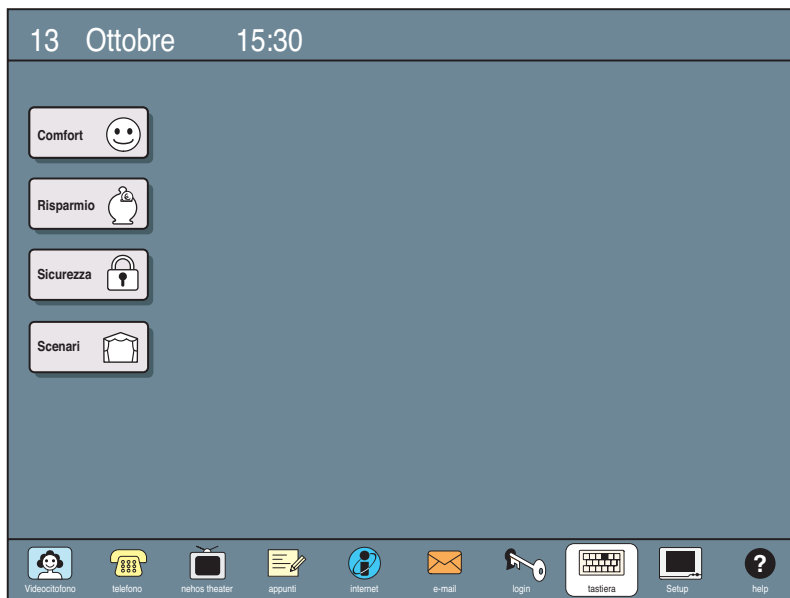 13 Ottobre 15:30
Comfort
Risparmio
Sicurezza
Scenari
Videocitofono telefono nehos theater appunti internet e-mail login tastiera Setup help